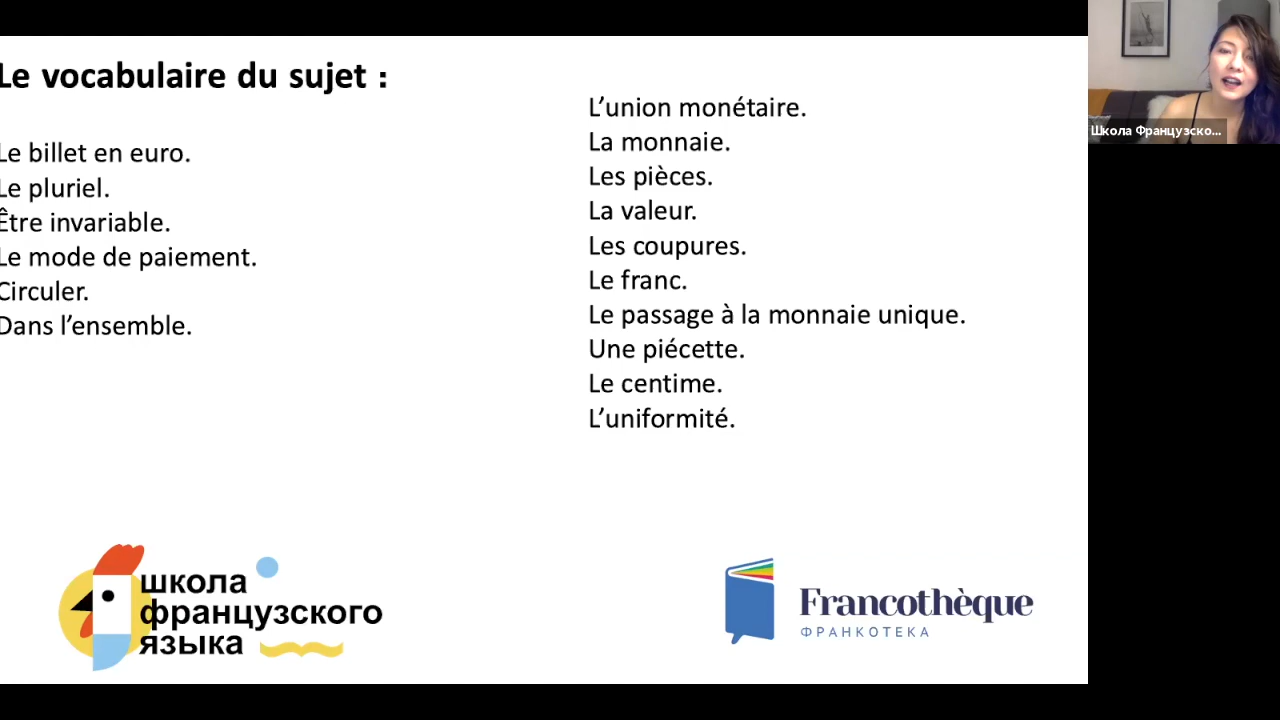 Le vocabulaire du sujet :
Le billet en euro.
Le pluriel.
Être invariable.
Le mode de paiement.
Circuler.
Dans l’ensemble.
L’union monétaire.
La monnaie.
Les pièces.
La valeur.
Les coupures.
Le franc.
Le passage à la monnaie unique.
Une piécette.
Le centime.
L’uniformité.
школа
французского
языка
Francothèque
ФРАНКОТЕКА
Школа Французско...